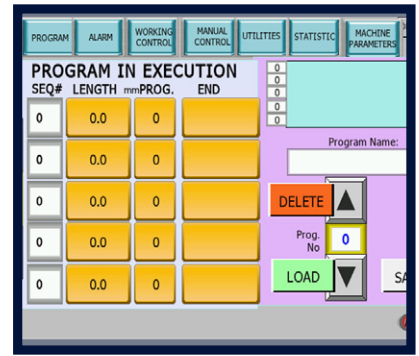 PROGRAM ALARM WORKING CONTROL MANUAL CONTROL UTILITIES STATISTIC MACHINE PARAMETERS
PROGRAM IN EXECUTION
SEQ# LENGTH mm PROG. END
0
0
0
0
0
0 0.0 0
Program Name:
0 0.0 0
0 0.0 0
DELETE
0 0.0 0
Prog. No 0
0 0.0 0
LOAD